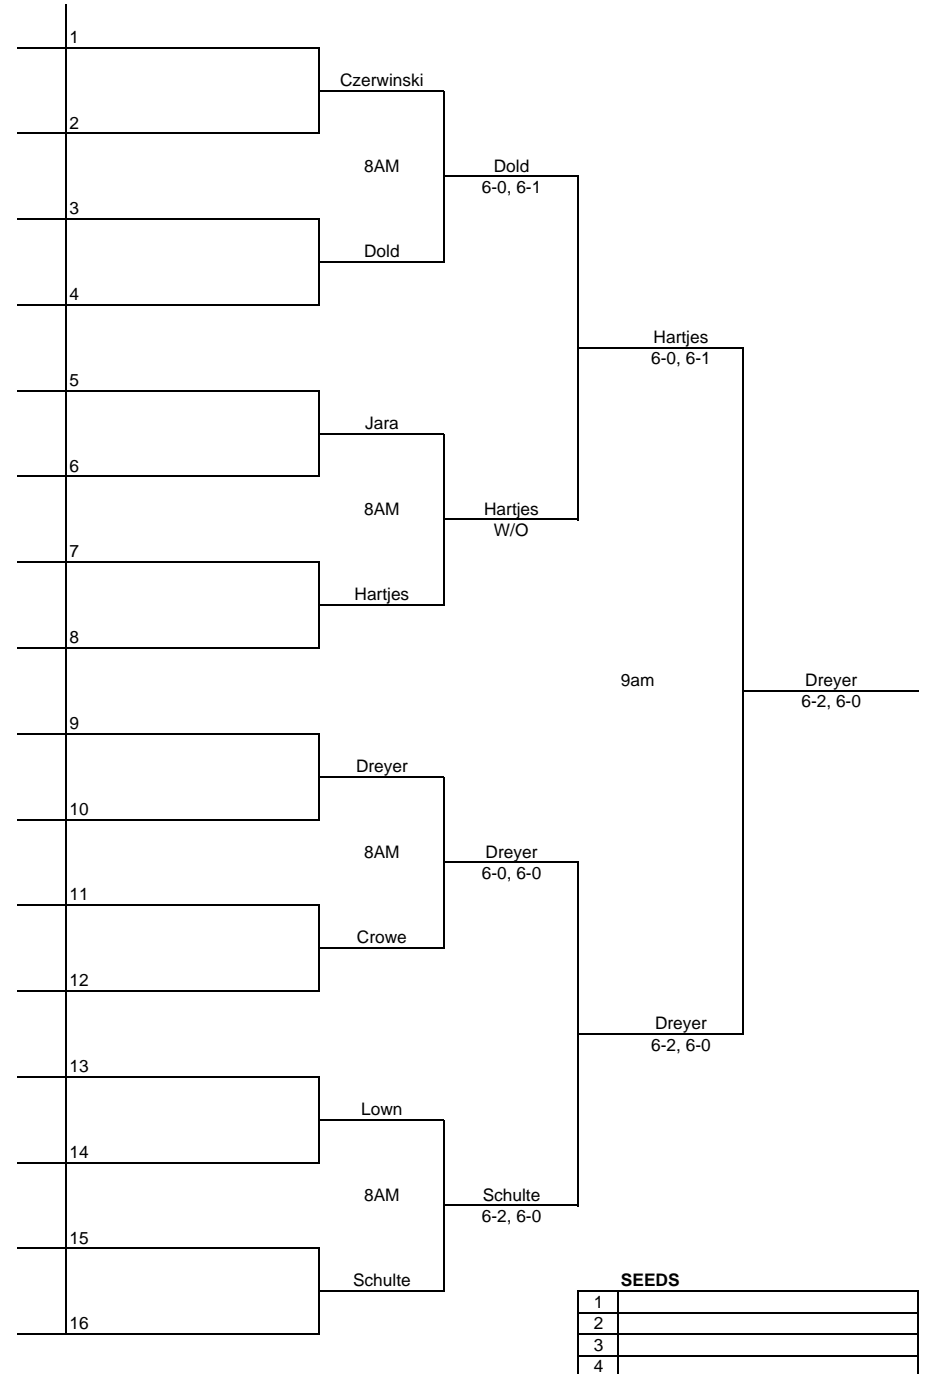 1
Czerwinski
2
8AM
Dold
6-0, 6-1
3
Dold
4
Hartjes
6-0, 6-1
5
Jara
6
8AM
Hartjes
W/O
7
Hartjes
8
9am
Dreyer
6-2, 6-0
9
Dreyer
10
8AM
Dreyer
6-0, 6-0
11
Crowe
12
Dreyer
6-2, 6-0
13
Lown
14
8AM
Schulte
6-2, 6-0
15
Schulte
16
SEEDS
1
2
3
4